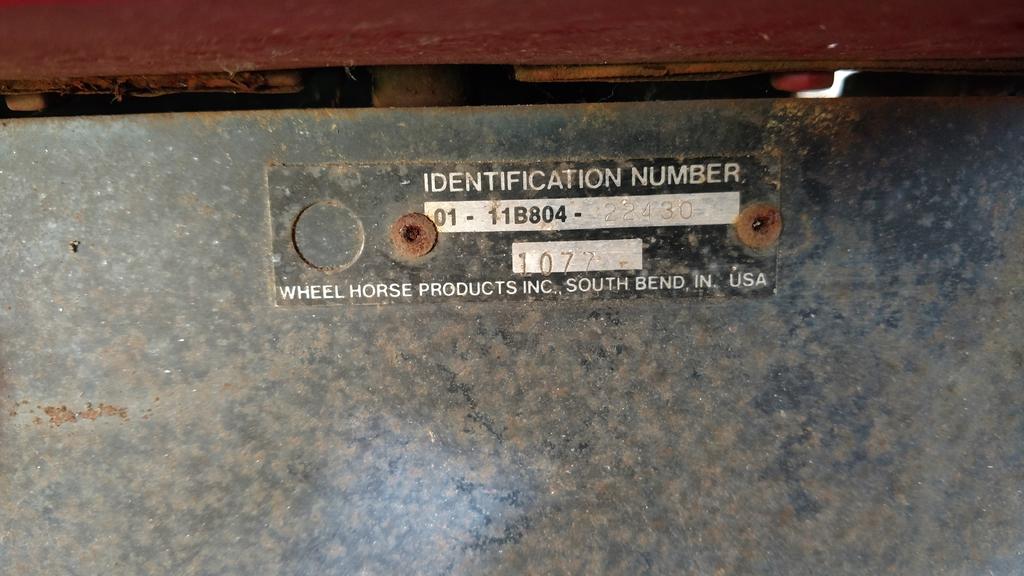 IDENTIFICATION NUMBER
01 - 11B804 - 22430
1077 -
WHEEL HORSE PRODUCTS INC., SOUTH BEND, IN. USA